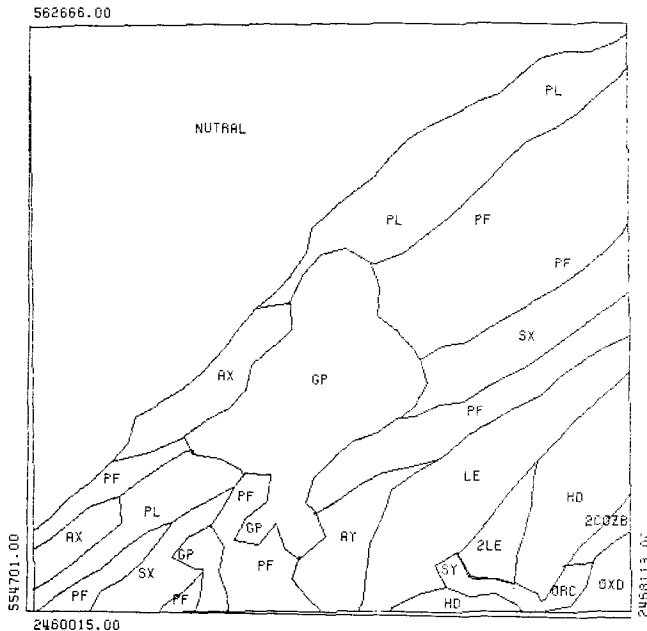 562666.00
PL
NUTRAL
PL
PF
PF
SX
AX
GP
PF
PF
LE
PF
HD
PL
2COZB
GP
AX
AY
2LE
GP
PF
SX
SY
ORC
OXD
PF
PF
HD
554701.00
2460015.00